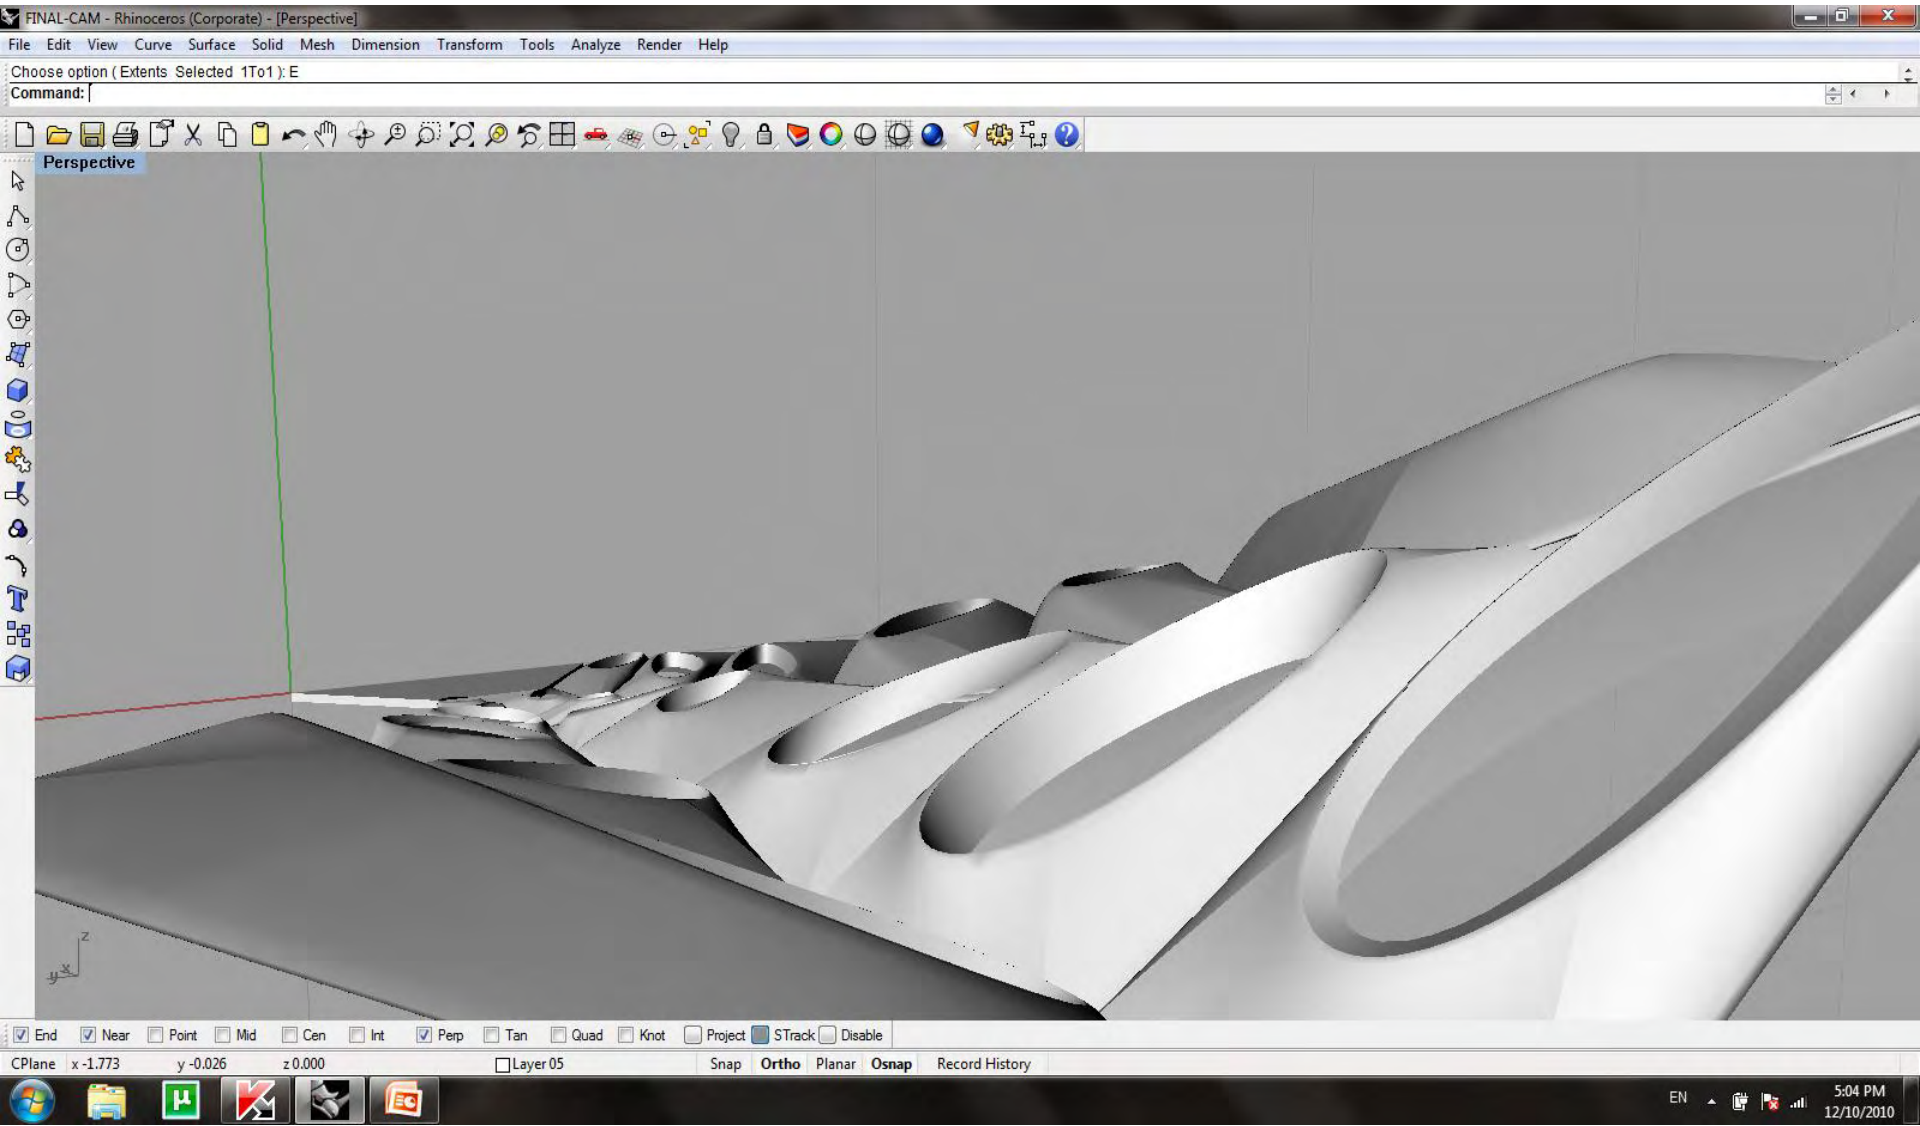 FINAL-CAM - Rhinoceros (Corporate) - [Perspective]
File Edit View Curve Surface Solid Mesh Dimension Transform Tools Analyze Render Help
Choose option ( Extents Selected 1To1 ): E
Command:
Perspective
z
y x
End Near Point Mid Cen Int Perp Tan Quad Knot Project STrack Disable
CPlane x -1.773 y -0.026 z 0.000 Layer 05 Snap Ortho Planar Osnap Record History
EN
5:04 PM
12/10/2010